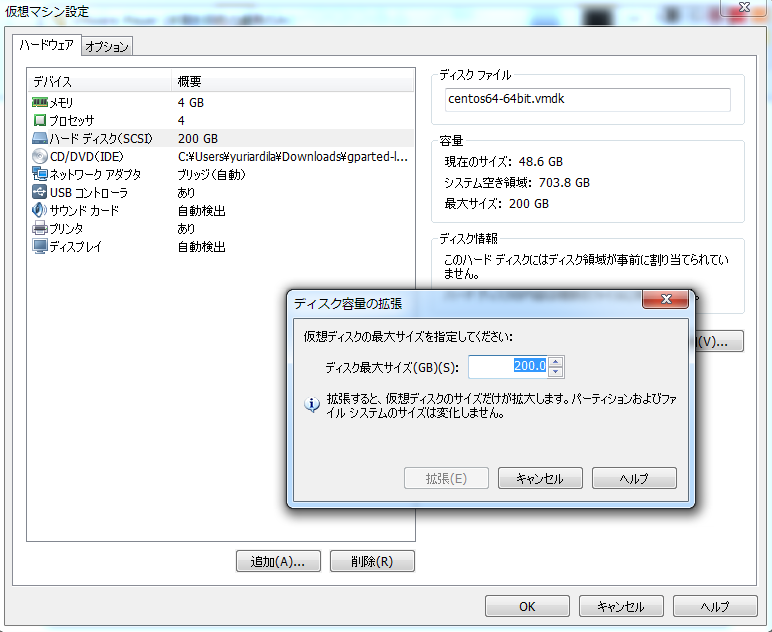 仮想マシン設定
ハードウェア オプション
デバイス 概要
メモリ 4 GB
プロセッサ 4
ハード ディスク(SCSI) 200 GB
CD/DVD(IDE) C:¥Users¥yuriardila¥Downloads¥gparted-l...
ネットワーク アダプタ ブリッジ(自動)
USB コントローラ あり
サウンド カード 自動検出
プリンタ あり
ディスプレイ 自動検出
追加(A)... 削除(R)
ディスク ファイル
centos64-64bit.vmdk
容量
現在のサイズ: 48.6 GB
システム空き領域: 703.8 GB
最大サイズ: 200 GB
ディスク情報
このハード ディスクにはディスク領域が事前に割り当てられてい
ません。
(V)...
ディスク容量の拡張
仮想ディスクの最大サイズを指定してください:
ディスク最大サイズ(GB)(S): 200.0
拡張すると、仮想ディスクのサイズだけが拡大します。パーティションおよびファ
イル システムのサイズは変化しません。
拡張(E) キャンセル ヘルプ
OK キャンセル ヘルプ